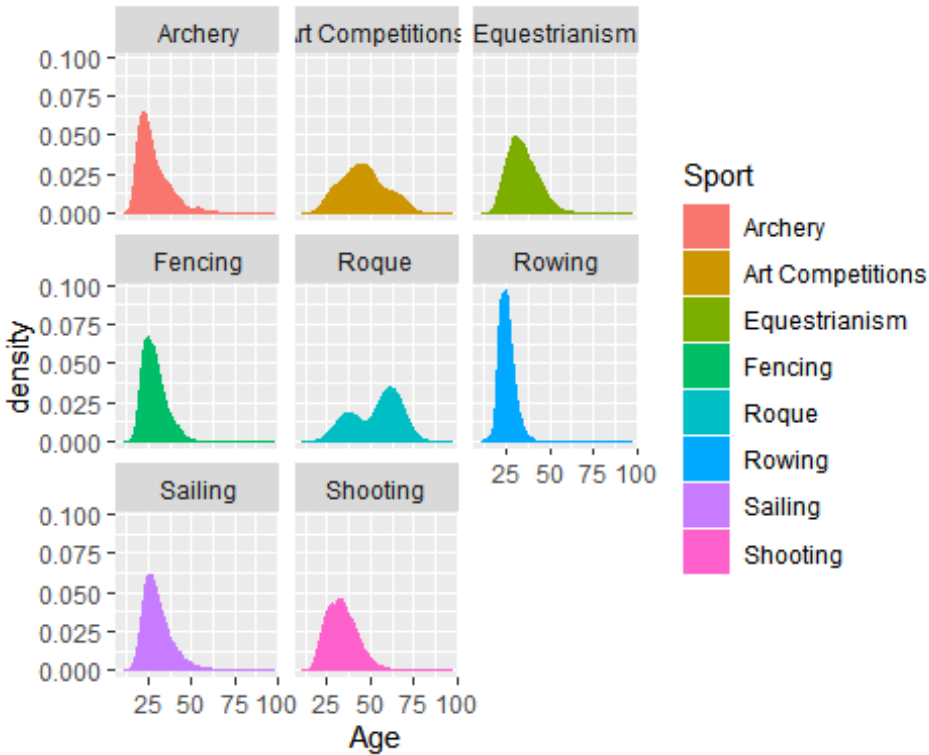 Archery
rt Competitions
Equestrianism
0.100
0.075
0.050
0.025
0.000
Fencing
Roque
Rowing
0.100
0.075
0.050
0.025
0.000
25 50 75 100
Sailing
Shooting
0.100
0.075
0.050
0.025
0.000
25 50 75 100
25 50 75 100
Age
density
Sport
Archery
Art Competitions
Equestrianism
Fencing
Roque
Rowing
Sailing
Shooting